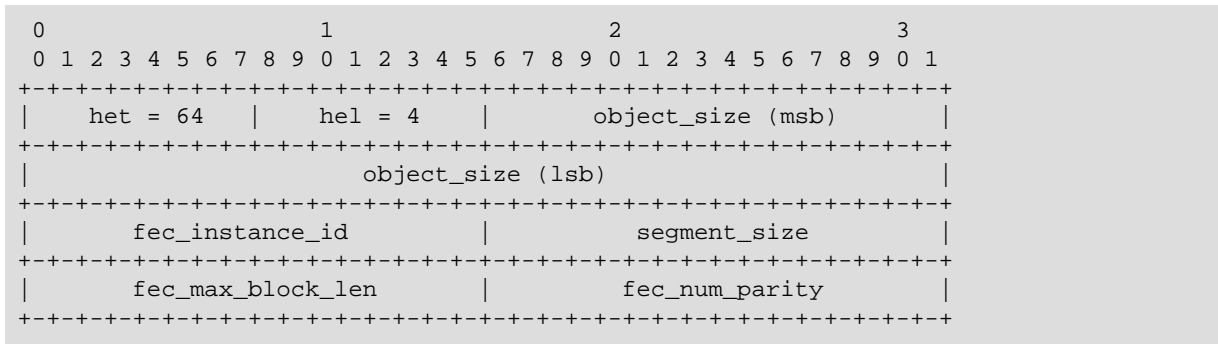 0                   1                   2                   3
 0 1 2 3 4 5 6 7 8 9 0 1 2 3 4 5 6 7 8 9 0 1 2 3 4 5 6 7 8 9 0 1
+-+-+-+-+-+-+-+-+-+-+-+-+-+-+-+-+-+-+-+-+-+-+-+-+-+-+-+-+-+-+-+-+
|    het = 64   |    hel = 4    |       object_size (msb)       |
+-+-+-+-+-+-+-+-+-+-+-+-+-+-+-+-+-+-+-+-+-+-+-+-+-+-+-+-+-+-+-+-+
|                       object_size (lsb)                       |
+-+-+-+-+-+-+-+-+-+-+-+-+-+-+-+-+-+-+-+-+-+-+-+-+-+-+-+-+-+-+-+-+
|       fec_instance_id         |          segment_size         |
+-+-+-+-+-+-+-+-+-+-+-+-+-+-+-+-+-+-+-+-+-+-+-+-+-+-+-+-+-+-+-+-+
|       fec_max_block_len       |         fec_num_parity        |
+-+-+-+-+-+-+-+-+-+-+-+-+-+-+-+-+-+-+-+-+-+-+-+-+-+-+-+-+-+-+-+-+